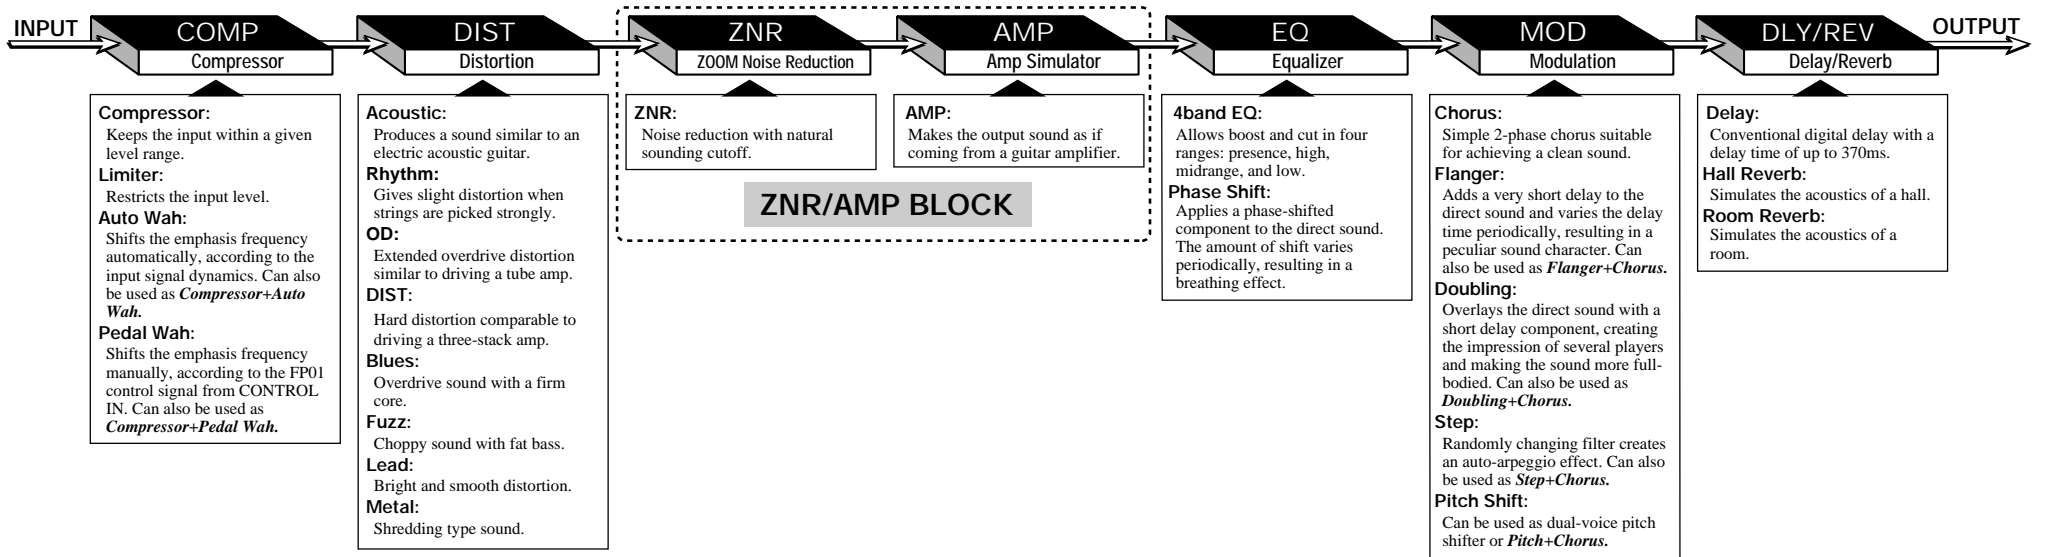 INPUT
COMP
Compressor
DIST
Distortion
ZNR
ZOOM Noise Reduction
AMP
Amp Simulator
EQ
Equalizer
MOD
Modulation
DLY/REV
Delay/Reverb
OUTPUT
Compressor:
Keeps the input within a given
level range.
Limiter:
Restricts the input level.
Auto Wah:
Shifts the emphasis frequency
automatically, according to the
input signal dynamics. Can also
be used as Compressor+Auto
Wah.
Pedal Wah:
Shifts the emphasis frequency
manually, according to the FP01
control signal from CONTROL
IN. Can also be used as
Compressor+Pedal Wah.
Acoustic:
Produces a sound similar to an
electric acoustic guitar.
Rhythm:
Gives slight distortion when
strings are picked strongly.
OD:
Extended overdrive distortion
similar to driving a tube amp.
DIST:
Hard distortion comparable to
driving a three-stack amp.
Blues:
Overdrive sound with a firm
core.
Fuzz:
Choppy sound with fat bass.
Lead:
Bright and smooth distortion.
Metal:
Shredding type sound.
ZNR:
Noise reduction with natural
sounding cutoff.
AMP:
Makes the output sound as if
coming from a guitar amplifier.
ZNR/AMP BLOCK
4band EQ:
Allows boost and cut in four
ranges: presence, high,
midrange, and low.
Phase Shift:
Applies a phase-shifted
component to the direct sound.
The amount of shift varies
periodically, resulting in a
breathing effect.
Chorus:
Simple 2-phase chorus suitable
for achieving a clean sound.
Flanger:
Adds a very short delay to the
direct sound and varies the delay
time periodically, resulting in a
peculiar sound character. Can
also be used as Flanger+Chorus.
Doubling:
Overlays the direct sound with a
short delay component, creating
the impression of several players
and making the sound more full-
bodied. Can also be used as
Doubling+Chorus.
Step:
Randomly changing filter creates
an auto-arpeggio effect. Can also
be used as Step+Chorus.
Pitch Shift:
Can be used as dual-voice pitch
shifter or Pitch+Chorus.
Delay:
Conventional digital delay with a
delay time of up to 370ms.
Hall Reverb:
Simulates the acoustics of a hall.
Room Reverb:
Simulates the acoustics of a
room.